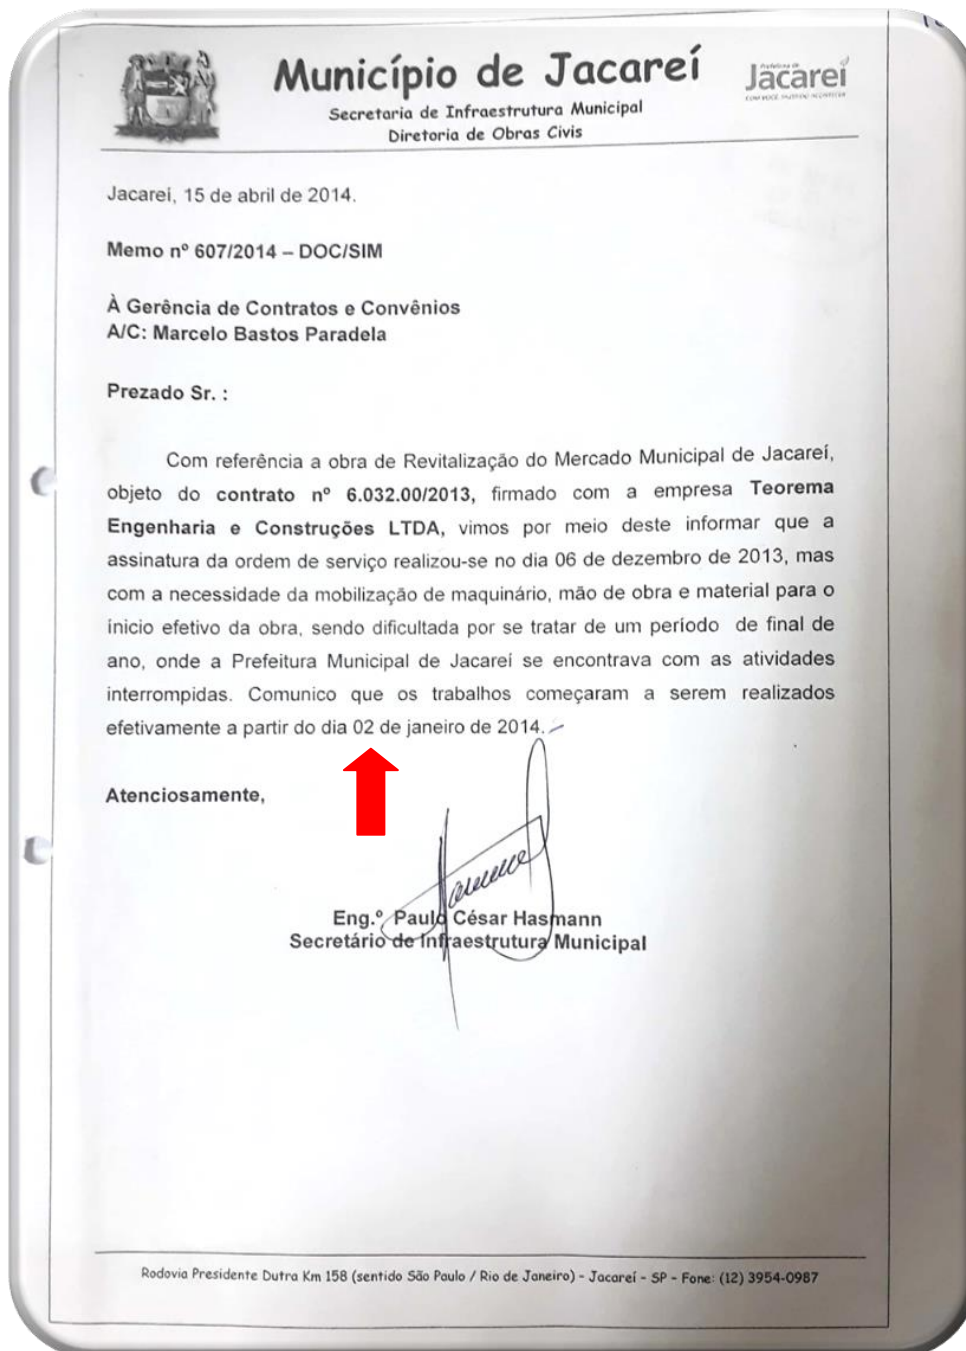 Município de Jacareí
Prefeitura de
Jacareí
Secretaria de Infraestrutura Municipal
Diretoria de Obras Civis
Jacareí, 15 de abril de 2014.
Memo nº 607/2014 – DOC/SIM
À Gerência de Contratos e Convênios
A/C: Marcelo Bastos Paradela
Prezado Sr. :
Com referência a obra de Revitalização do Mercado Municipal de Jacareí,
objeto do contrato nº 6.032.00/2013, firmado com a empresa Teorema
Engenharia e Construções LTDA, vimos por meio deste informar que a
assinatura da ordem de serviço realizou-se no dia 06 de dezembro de 2013, mas
com a necessidade da mobilização de maquinário, mão de obra e material para o
ínicio efetivo da obra, sendo dificultada por se tratar de um período de final de
ano, onde a Prefeitura Municipal de Jacareí se encontrava com as atividades
interrompidas. Comunico que os trabalhos começaram a serem realizados
efetivamente a partir do dia 02 de janeiro de 2014.
Atenciosamente,
Eng.º Paulo César Hasmann
Secretário de Infraestrutura Municipal
Rodovia Presidente Dutra Km 158 (sentido São Paulo / Rio de Janeiro) - Jacareí - SP - Fone: (12) 3954-0987